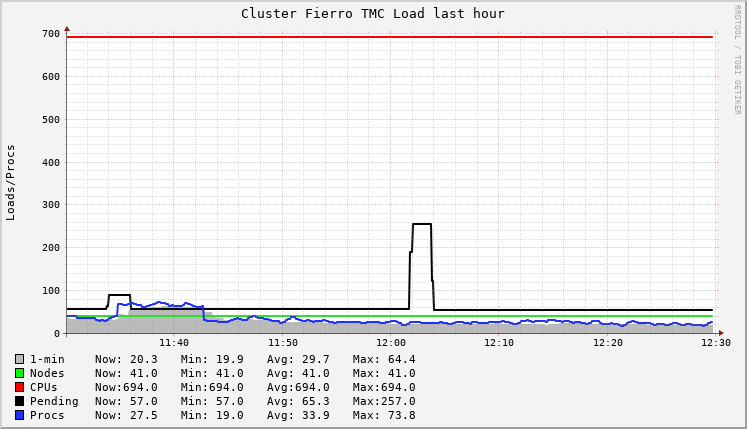 Cluster Fierro TMC Load last hour
RRDTOOL / TOBI OETIKER
Loads/Procs
700
600
500
400
300
200
100
0
11:40 11:50 12:00 12:10 12:20 12:30
1-min Now: 20.3 Min: 19.9 Avg: 29.7 Max: 64.4
Nodes Now: 41.0 Min: 41.0 Avg: 41.0 Max: 41.0
CPUs Now:694.0 Min:694.0 Avg:694.0 Max:694.0
Pending Now: 57.0 Min: 57.0 Avg: 65.3 Max:257.0
Procs Now: 27.5 Min: 19.0 Avg: 33.9 Max: 73.8